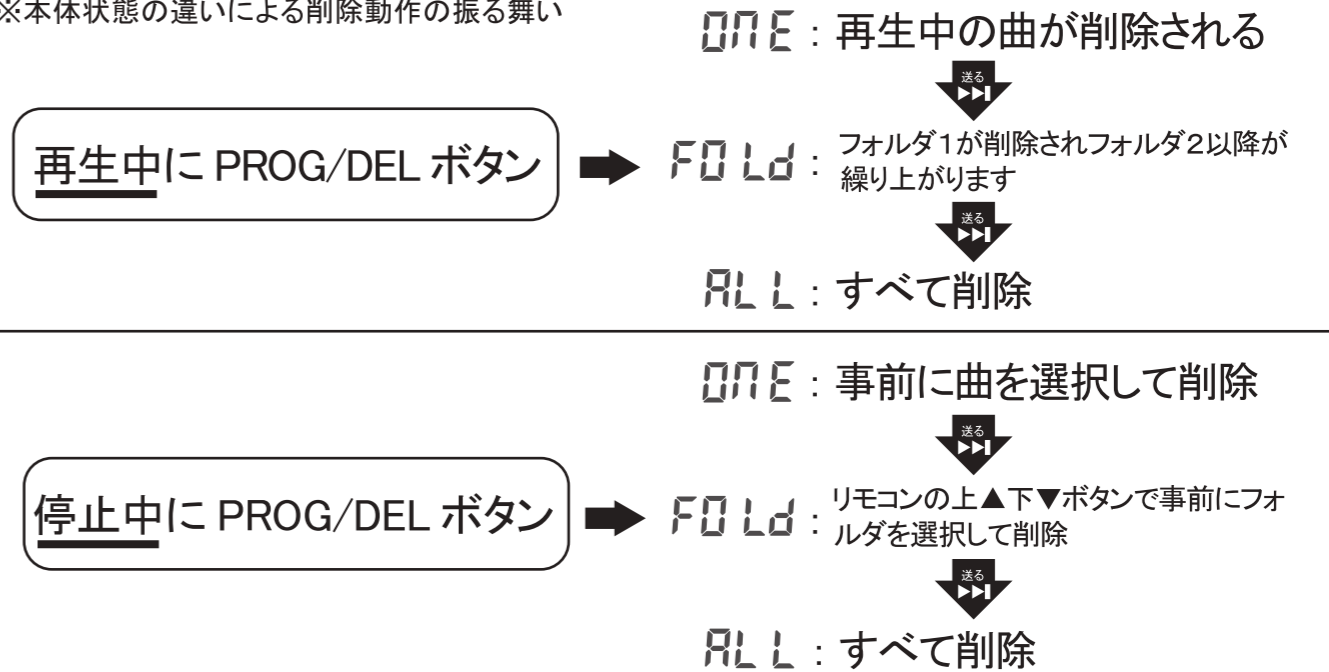 ※本体状態の違いによる削除動作の振る舞い
再生中に PROG/DEL ボタン
ONE : 再生中の曲が削除される
送る
FOLd : フォルダ1が削除されフォルダ2以降が
繰り上がります
送る
ALL : すべて削除
停止中に PROG/DEL ボタン
ONE : 事前に曲を選択して削除
送る
FOLd : リモコンの上▲下▼ボタンで事前にフォ
ルダを選択して削除
送る
ALL : すべて削除